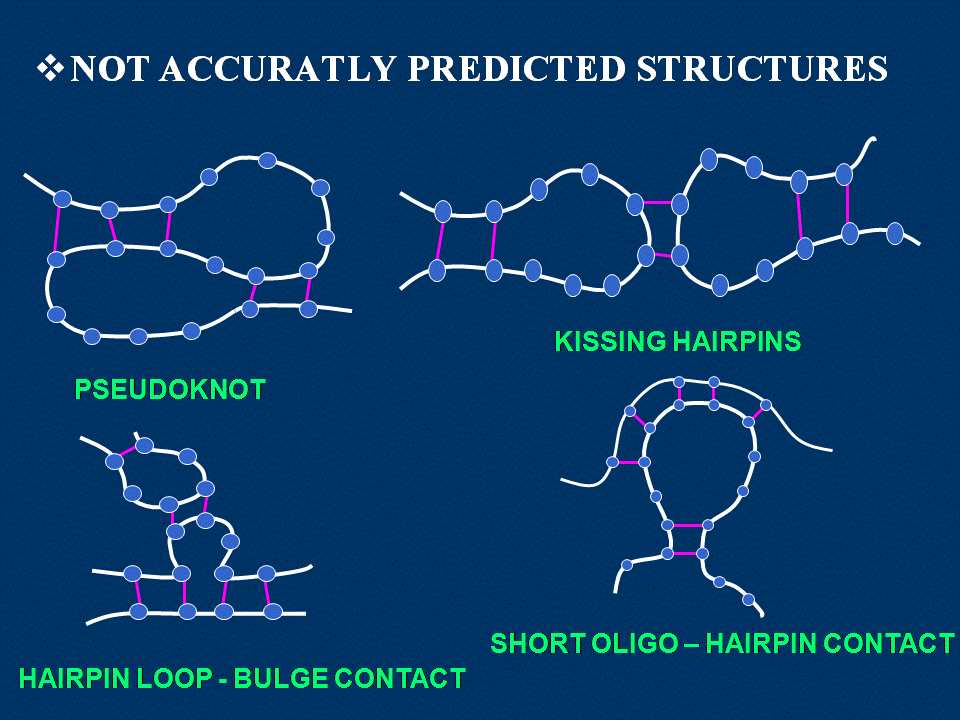 ❖NOT ACCURATLY PREDICTED STRUCTURES
KISSING HAIRPINS
PSEUDOKNOT
SHORT OLIGO – HAIRPIN CONTACT
HAIRPIN LOOP - BULGE CONTACT